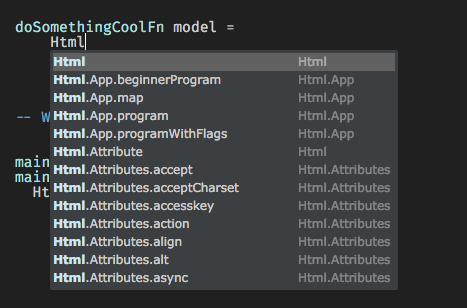 doSomethingCoolFn model =
Html
Html Html
Html.App.beginnerProgram Html.App
Html.App.map Html.App
Html.App.program Html.App
Html.App.programWithFlags Html.App
Html.Attribute Html
Html.Attributes.accept Html.Attributes
Html.Attributes.acceptCharset Html.Attributes
Html.Attributes.accesskey Html.Attributes
Html.Attributes.action Html.Attributes
Html.Attributes.align Html.Attributes
Html.Attributes.alt Html.Attributes
Html.Attributes.async Html.Attributes
-- W
main
main
Ht